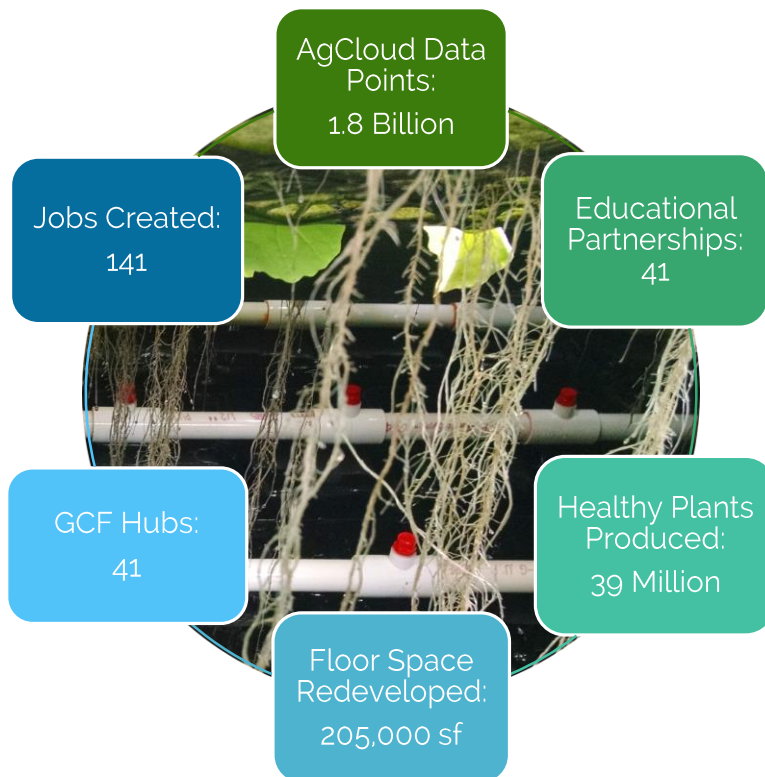 AgCloud Data
Points:
1.8 Billion
Jobs Created:
141
Educational
Partnerships:
41
GCF Hubs:
41
Healthy Plants
Produced:
39 Million
Floor Space
Redeveloped:
205,000 sf